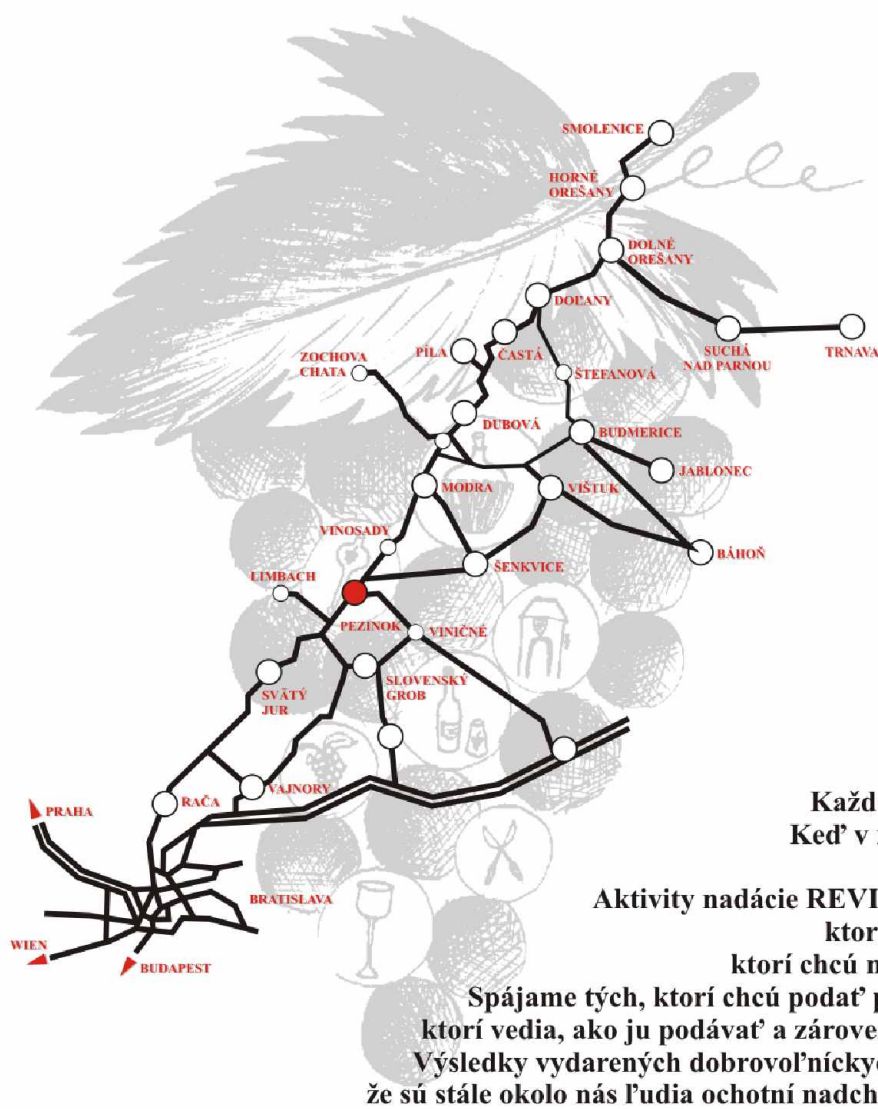 SMOLENICE
HORNÉ
OREŠANY
DOLNÉ
OREŠANY
DOĽANY
SUCHÁ
NAD PARNOU
TRNAVA
ČASTÁ
PÍLA
ZOCHOVA
CHATA
ŠTEFANOVÁ
DUBOVÁ
BUDMERICE
JABLONEC
MODRA
VIŠTUK
VINOSADY
BÁHOŇ
ŠENKVICE
LIMBACH
PEZINOK
VINIČNÉ
SLOVENSKÝ
GROB
SVÄTÝ
JUR
VAJNORY
RAČA
PRAHA
BRATISLAVA
WIEN
BUDAPEST
Každ
Keď v
Aktivity nadácie REVI
ktor
ktorí chcú
Spájame tých, ktorí chcú podať
ktorí vedia, ako ju podávať a zárove
Výsledky vydarených dobrovoľníckyc
že sú stále okolo nás ľudia ochotní nadch